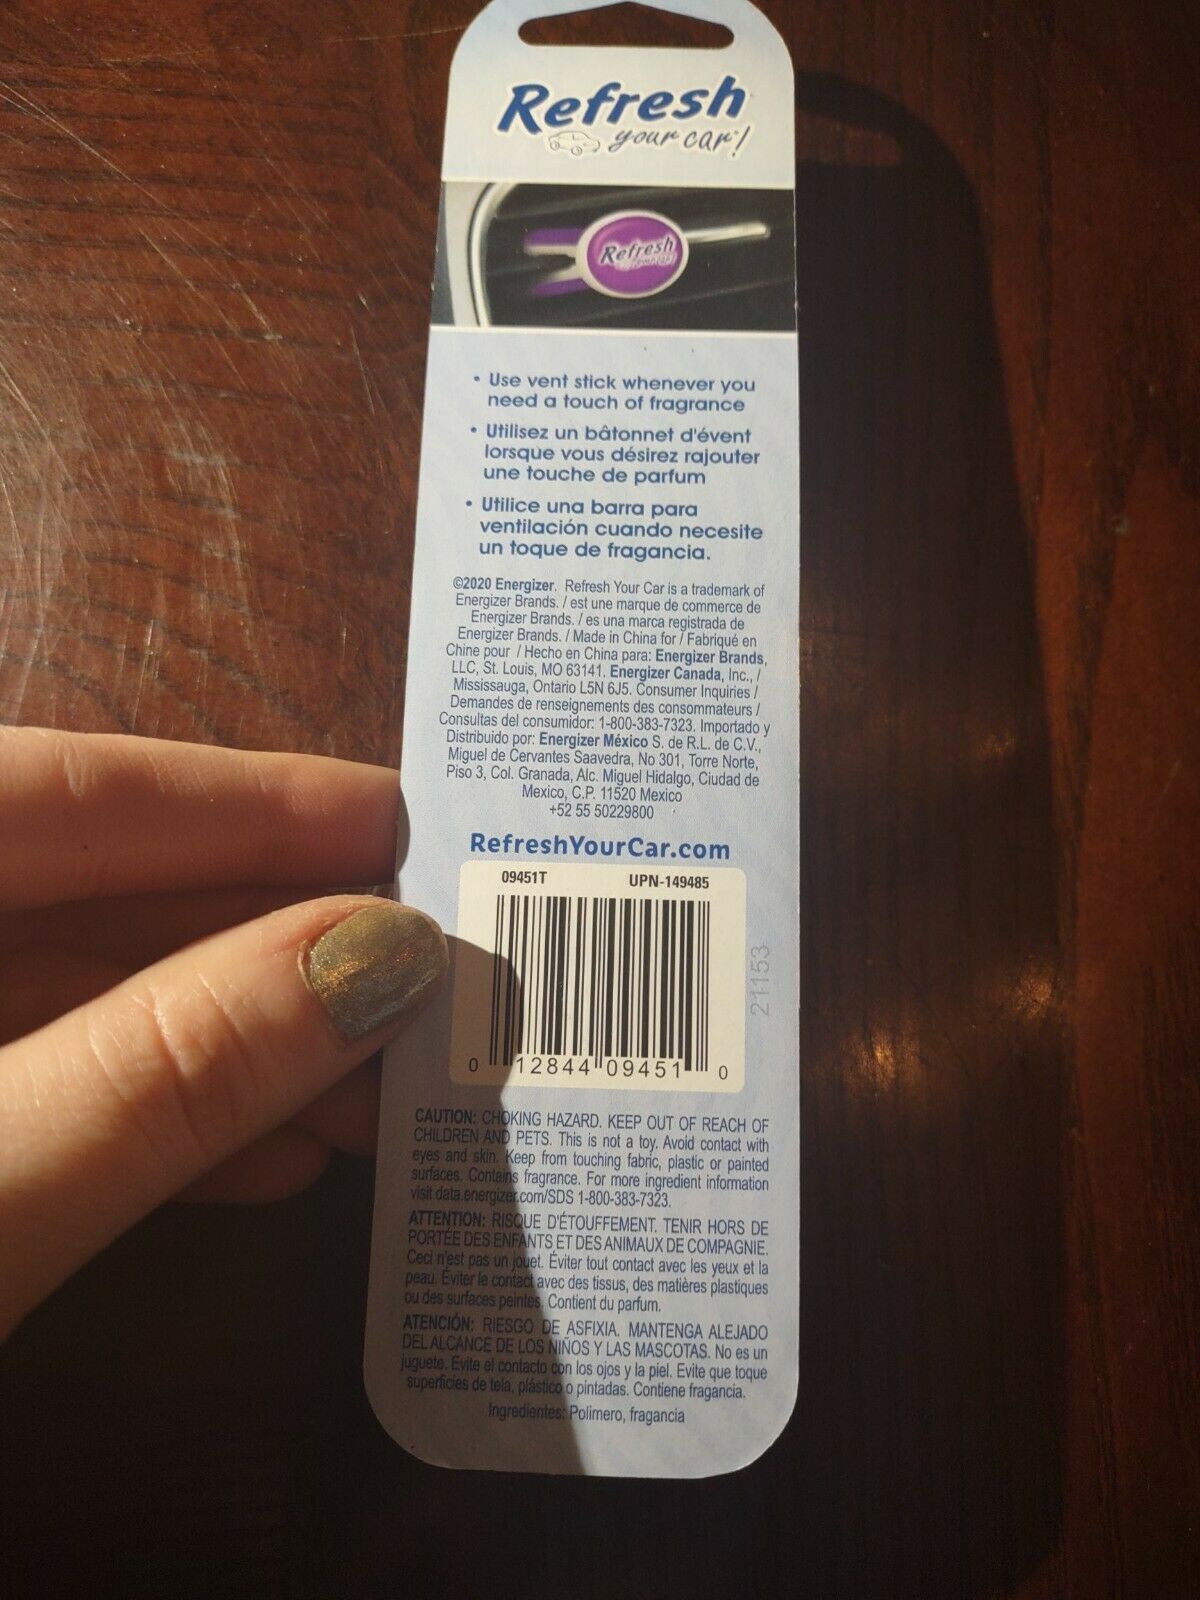 Refresh
your car!
Refresh
your car!
• Use vent stick whenever you
need a touch of fragrance
• Utilisez un bâtonnet d'évent
lorsque vous désirez rajouter
une touche de parfum
• Utilice una barra para
ventilación cuando necesite
un toque de fragancia.
©2020 Energizer. Refresh Your Car is a trademark of
Energizer Brands. / est une marque de commerce de
Energizer Brands. / es una marca registrada de
Energizer Brands. / Made in China for / Fabriqué en
Chine pour / Hecho en China para: Energizer Brands,
LLC, St. Louis, MO 63141. Energizer Canada, Inc., /
Mississauga, Ontario L5N 6J5. Consumer Inquiries /
Demandes de renseignements des consommateurs /
Consultas del consumidor: 1-800-383-7323. Importado y
Distribuido por: Energizer México S. de R.L. de C.V.,
Miguel de Cervantes Saavedra, No 301, Torre Norte,
Piso 3, Col. Granada, Alc. Miguel Hidalgo, Ciudad de
Mexico, C.P. 11520 Mexico
+52 55 50229800
RefreshYourCar.com
09451T UPN-149485
21153
0 12844 09451 0
CAUTION: CHOKING HAZARD. KEEP OUT OF REACH OF
CHILDREN AND PETS. This is not a toy. Avoid contact with
eyes and skin. Keep from touching fabric, plastic or painted
surfaces. Contains fragrance. For more ingredient information
visit data.energizer.com/SDS 1-800-383-7323.
ATTENTION: RISQUE D'ÉTOUFFEMENT. TENIR HORS DE
PORTÉE DES ENFANTS ET DES ANIMAUX DE COMPAGNIE.
Ceci n'est pas un jouet. Éviter tout contact avec les yeux et la
peau. Éviter le contact avec des tissus, des matières plastiques
ou des surfaces peintes. Contient du parfum.
ATENCIÓN: RIESGO DE ASFIXIA. MANTENGA ALEJADO
DEL ALCANCE DE LOS NIÑOS Y LAS MASCOTAS. No es un
juguete. Evite el contacto con los ojos y la piel. Evite que toque
superficies de tela, plástico o pintadas. Contiene fragancia.
Ingredientes: Polimero, fragancia